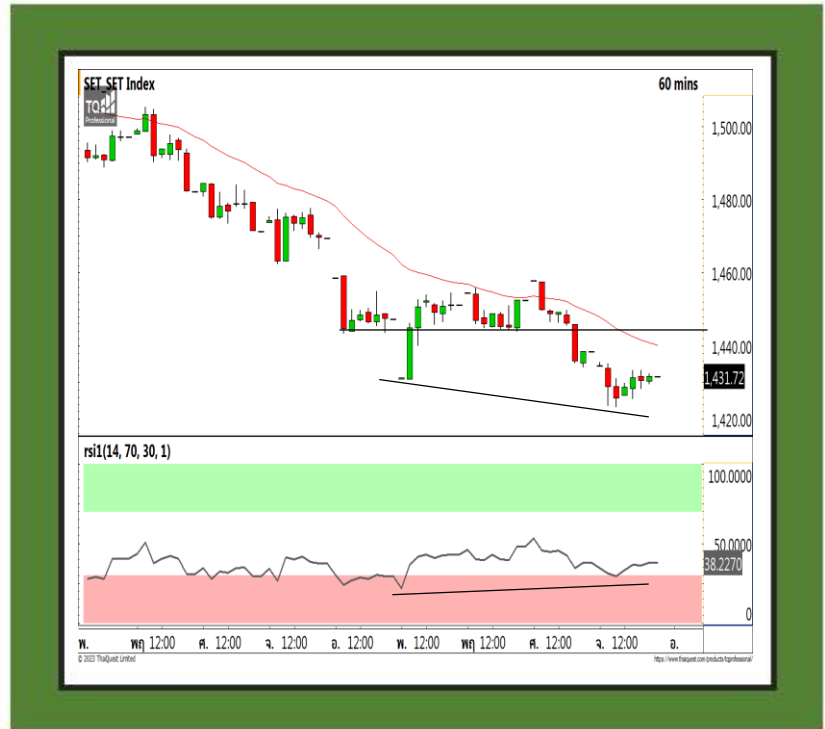 SET_SET Index 60 mins
TQ
Professional
1,500.00
1,480.00
1,460.00
1,440.00
1,431.72
1,420.00
rsi1(14, 70, 30, 1)
100.0000
50.0000
38.2270
0
พ. พฤ 12:00 ศ. 12:00 จ. 12:00 อ. 12:00 พ. 12:00 พฤ 12:00 ศ. 12:00 จ. 12:00 อ.
© 2023 ThaiQuest Limited https://www.thaiquest.com/products/tqprofessional/